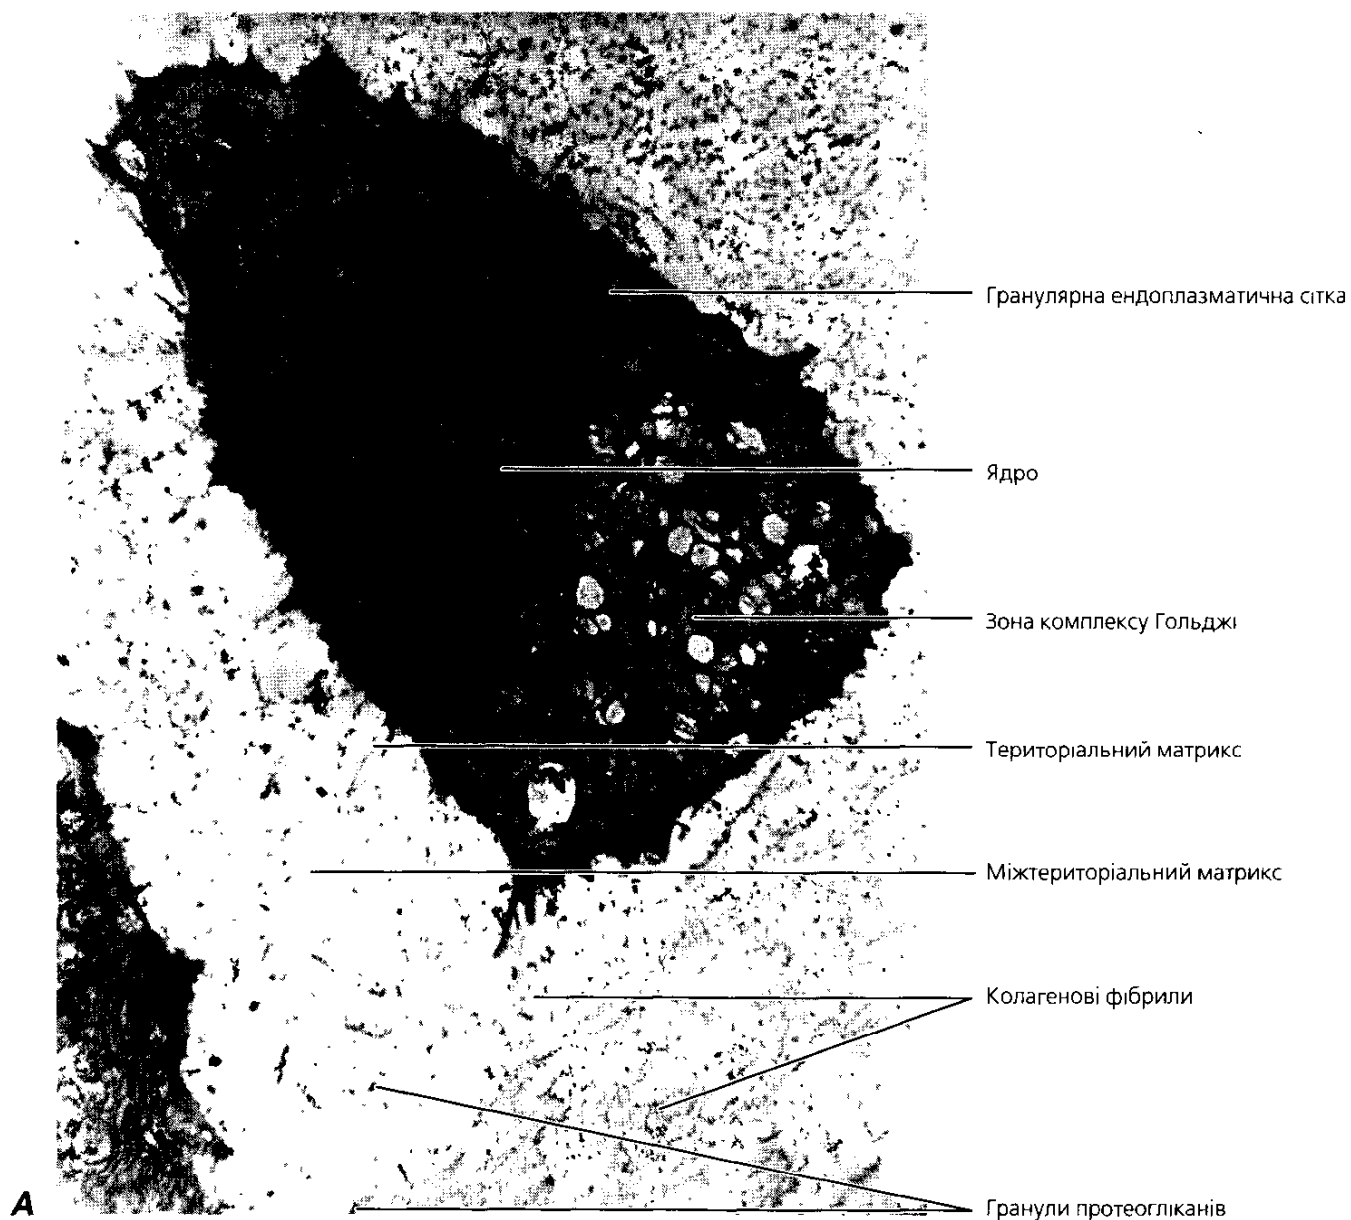 Гранулярна ендоплазматична сітка
Ядро
Зона комплексу Гольджі
Територіальний матрикс
Міжтериторіальний матрикс
Колагенові фібрили
Гранули протеогліканів
А